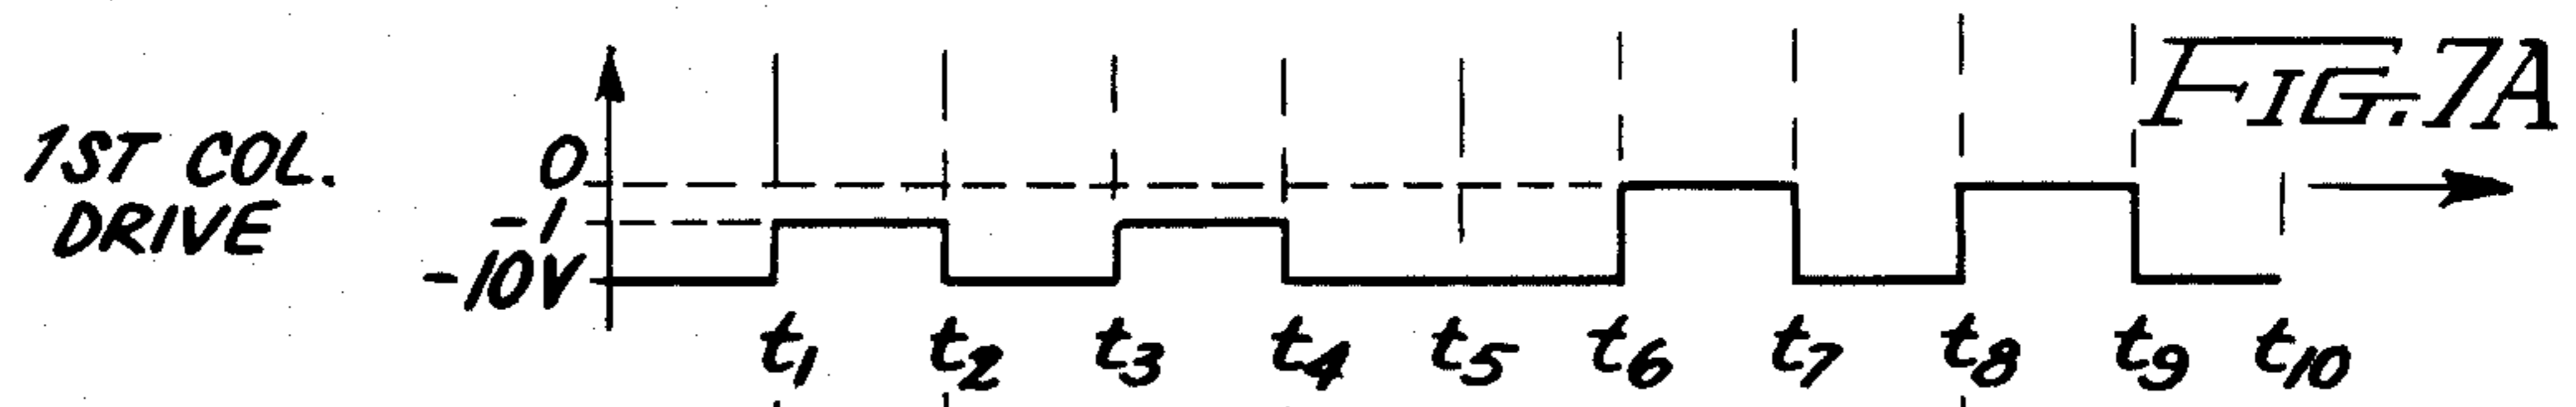 FIG. 7A
1ST COL.
DRIVE
0
-1
-10V
t1 t2 t3 t4 t5 t6 t7 t8 t9 t10